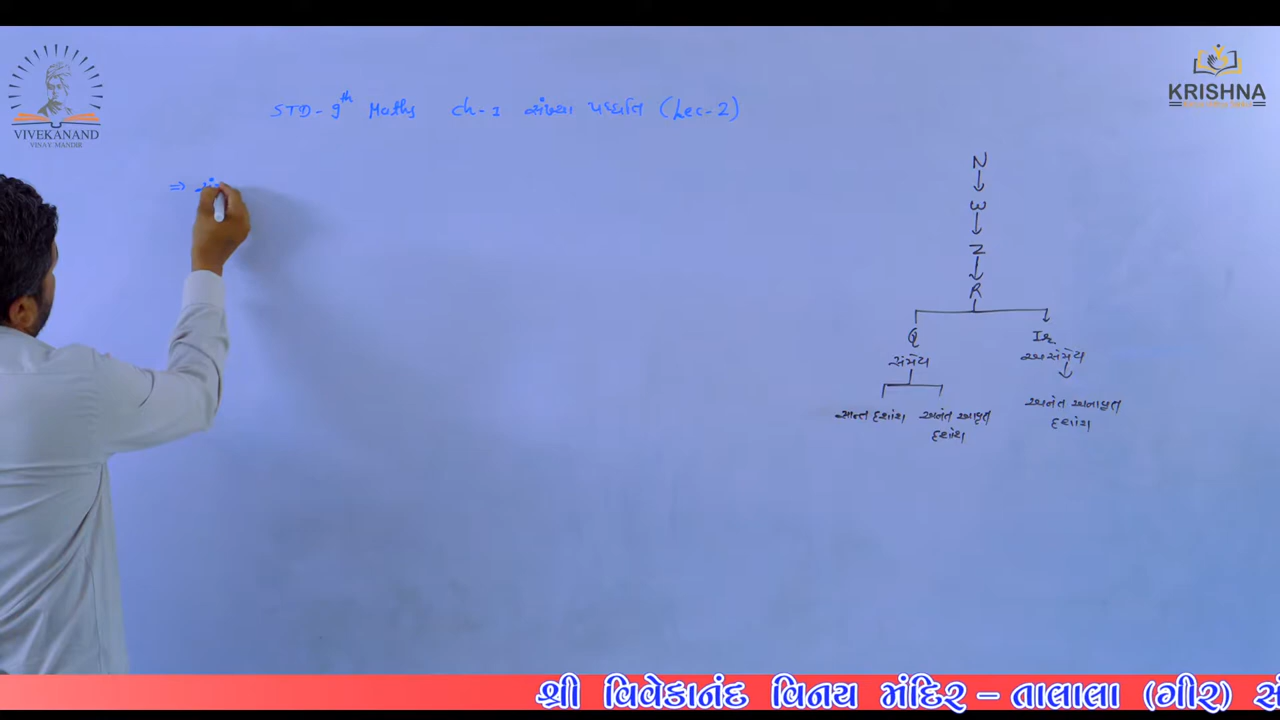 VIVEKANAND
VINAY MANDIR
KRISHNA
STD - 9th Maths ch-1 સંખ્યા પધ્ધતિ (Lec-2)
⇒ સં
N
↓
W
↓
Z
↓
R
Q Ir
સંમેય અસંમેય
સાન્ત દશાંશ અનંત આવૃત દશાંશ
અનંત અનાવૃત દશાંશ
શ્રી વિવેકાનંદ વિનય મંદિર – તાલાલા (ગીર) સં